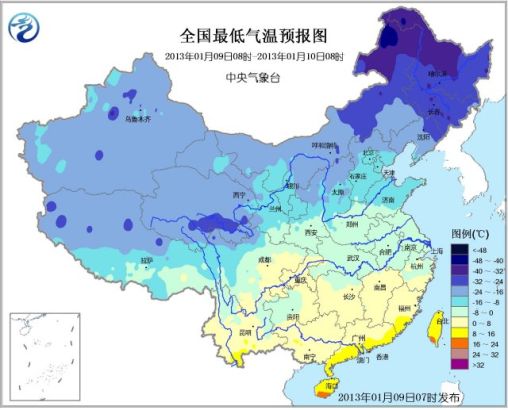 全国最低气温预报图
2013年01月09日08时—2013年01月10日08时
中央气象台
哈尔滨
长春
乌鲁木齐
沈阳
呼和浩特
北京
天津
银川
石家庄
太原
西宁
济南
兰州
郑州
西安
拉萨
成都
合肥
南京
上海
武汉
杭州
重庆
南昌
长沙
贵阳
福州
昆明
台北
广州
南宁
澳门
香港
海口
图例(℃)
<-48
-48 ~ -40
-40 ~ -32
-32 ~ -24
-24 ~ -16
-16 ~ -8
-8 ~ 0
0 ~ 8
8 ~ 16
16 ~ 24
24 ~ 32
>32
2013年01月09日07时发布